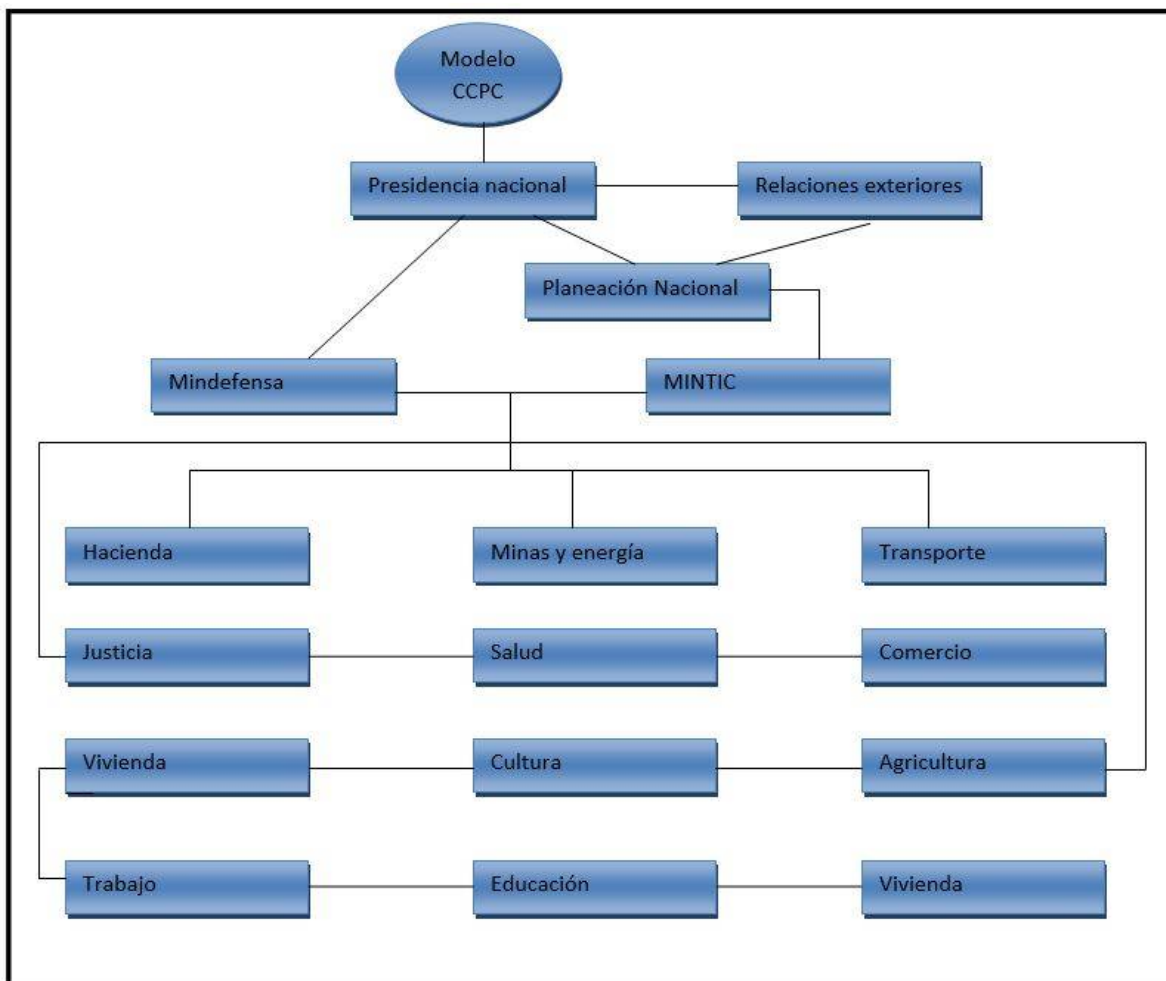 Modelo
CCPC
Presidencia nacional
Relaciones exteriores
Planeación Nacional
Mindefensa
MINTIC
Hacienda
Minas y energía
Transporte
Justicia
Salud
Comercio
Vivienda
Cultura
Agricultura
Trabajo
Educación
Vivienda